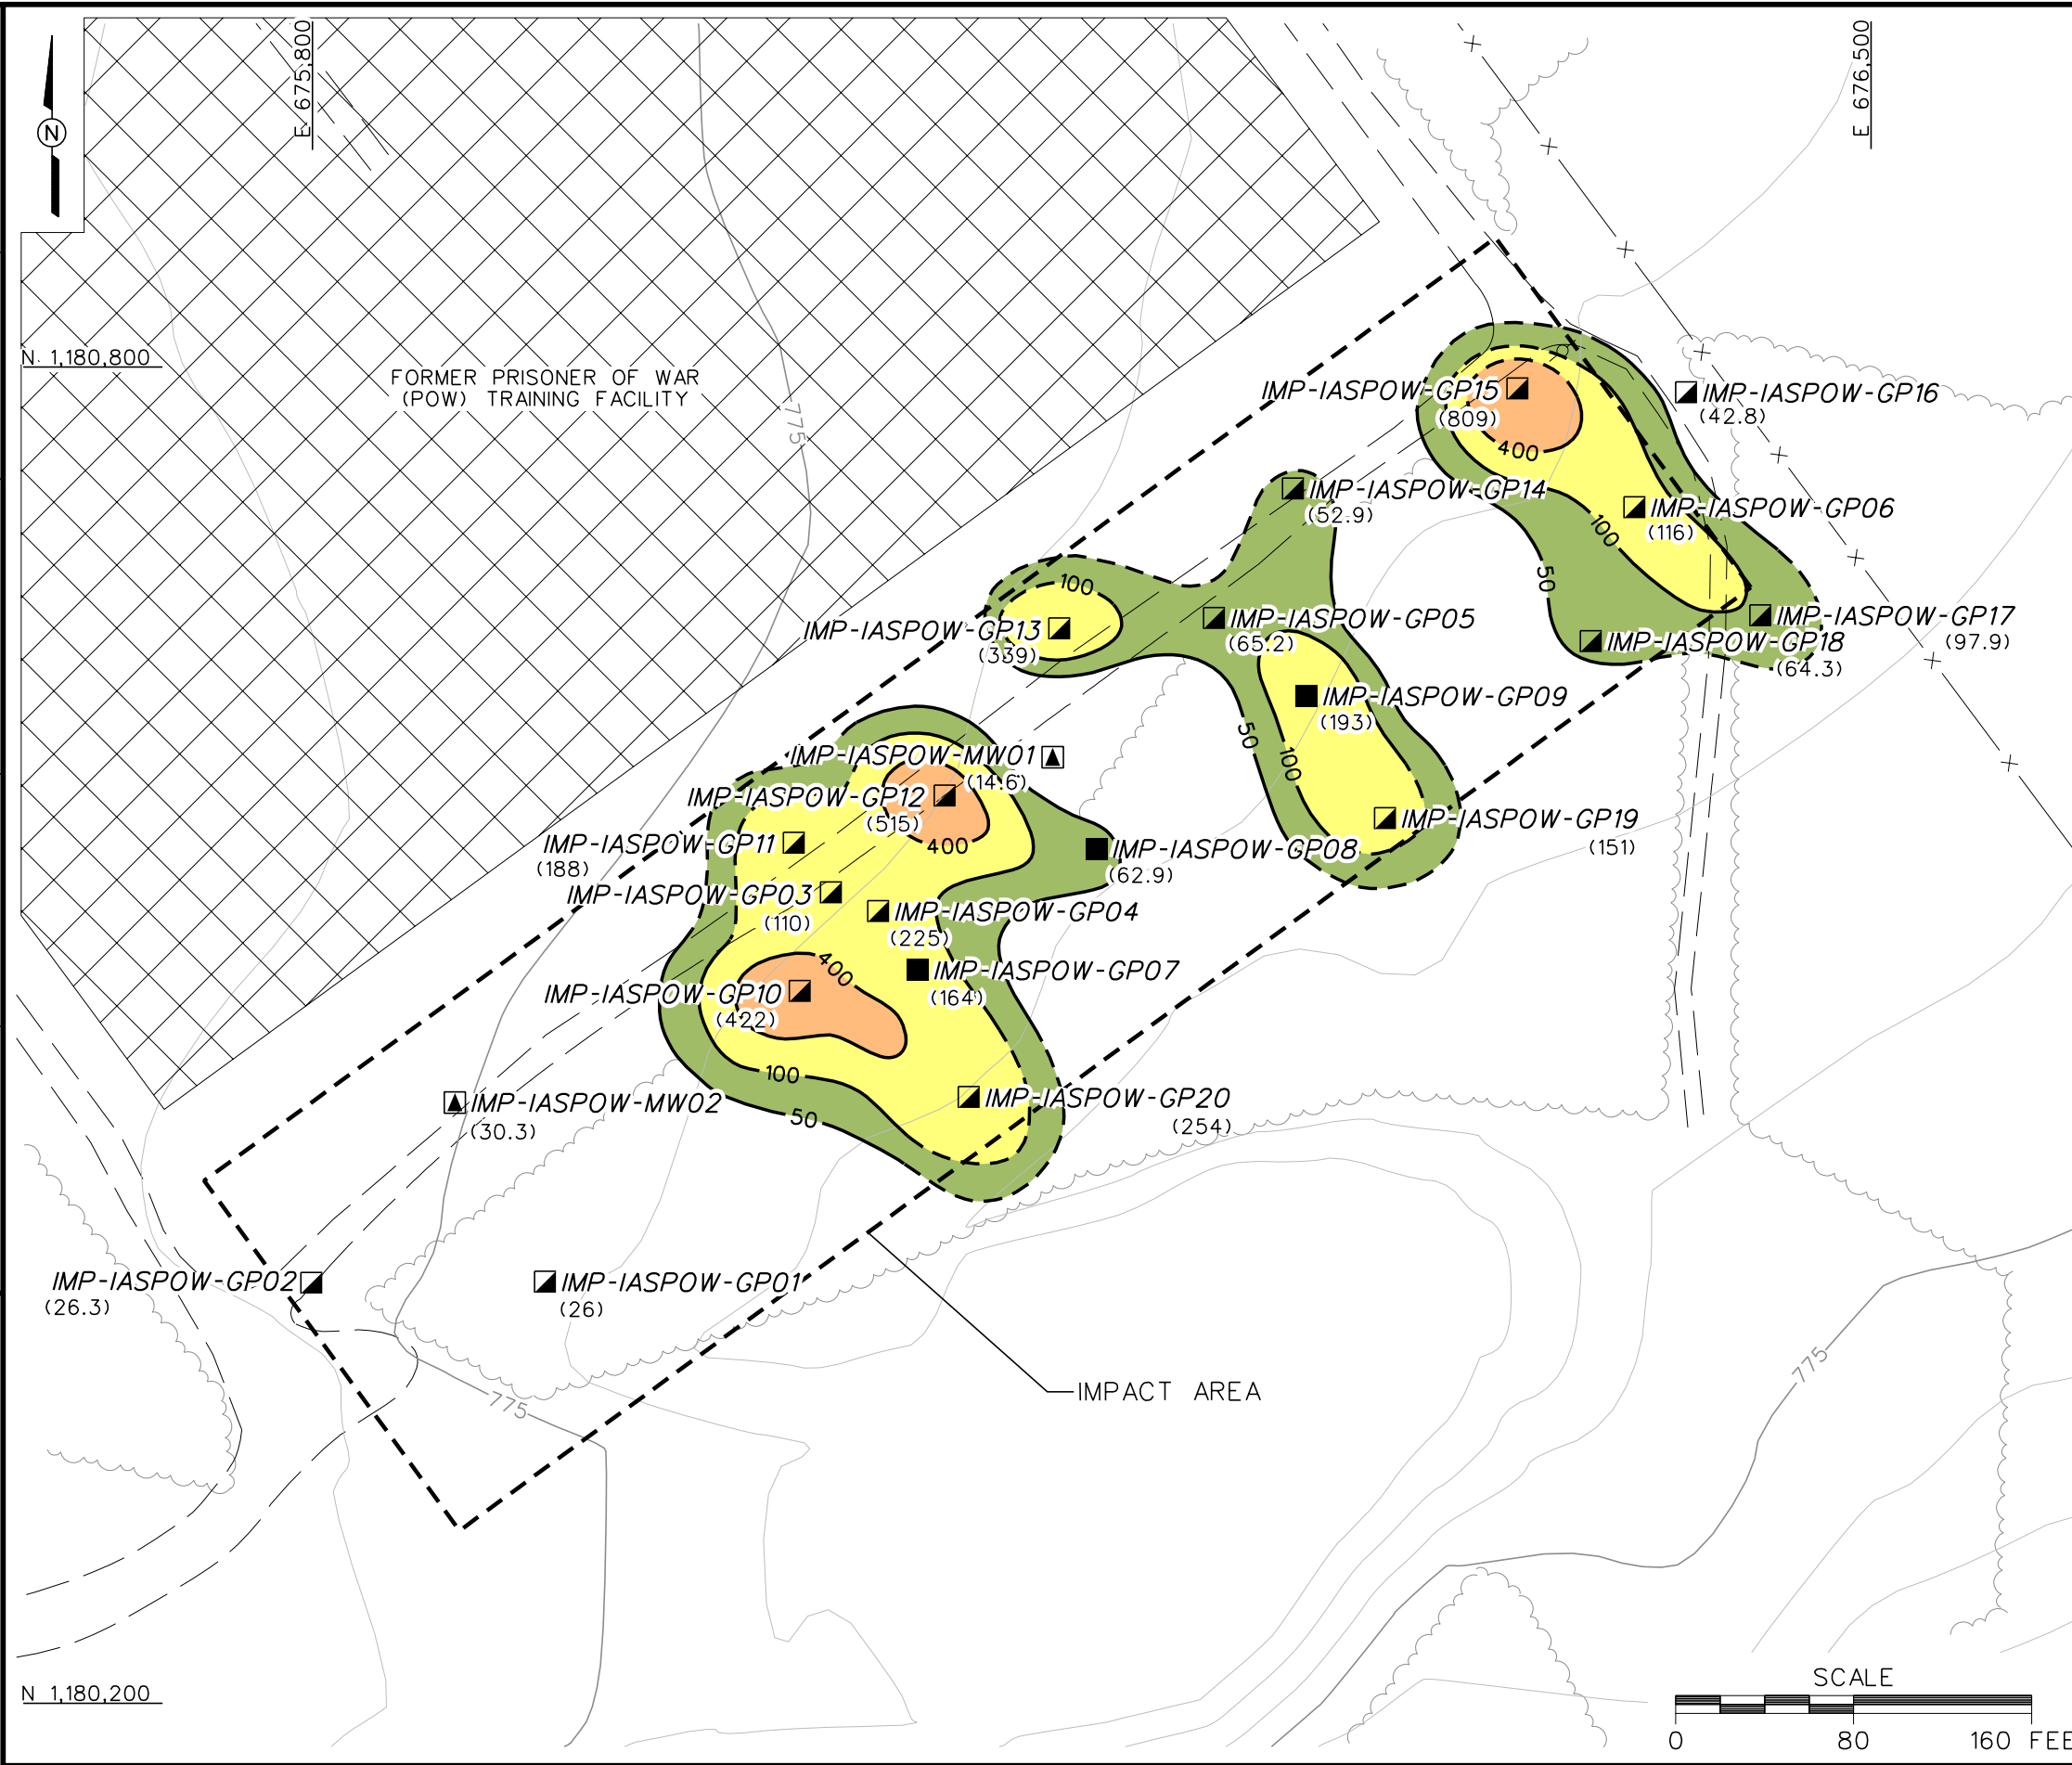 E 675,800
E 676,500
N
N 1,180,800
FORMER PRISONER OF WAR
(POW) TRAINING FACILITY
775
IMP-IASPOW-GP15
(809)
400
IMP-IASPOW-GP16
(42.8)
IMP-IASPOW-GP14
(52.9)
IMP-IASPOW-GP06
(116)
100
50
100
IMP-IASPOW-GP13
(339)
IMP-IASPOW-GP05
(65.2)
IMP-IASPOW-GP17
(97.9)
IMP-IASPOW-GP18
(64.3)
IMP-IASPOW-GP09
(193)
50
100
IMP-IASPOW-MW01
(14.6)
IMP-IASPOW-GP12
(515)
400
IMP-IASPOW-GP19
(151)
IMP-IASPOW-GP11
(188)
IMP-IASPOW-GP08
(62.9)
IMP-IASPOW-GP03
(110)
IMP-IASPOW-GP04
(225)
400
IMP-IASPOW-GP07
(164)
IMP-IASPOW-GP10
(422)
100
50
IMP-IASPOW-GP20
(254)
IMP-IASPOW-MW02
(30.3)
IMP-IASPOW-GP02
(26.3)
IMP-IASPOW-GP01
(26)
IMPACT AREA
775
775
N 1,180,200
SCALE
0 80 160 FEE